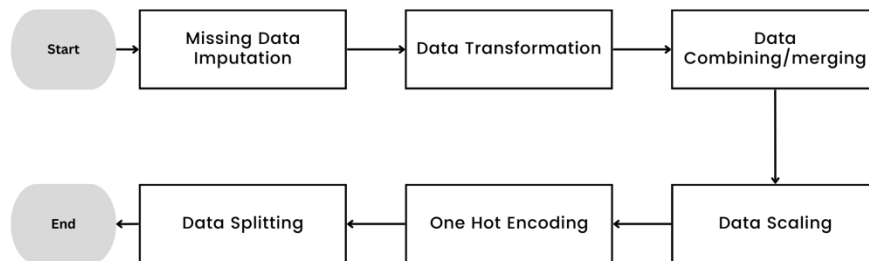 Start
Missing Data
Imputation
Data Transformation
Data
Combining/merging
Data Scaling
One Hot Encoding
Data Splitting
End